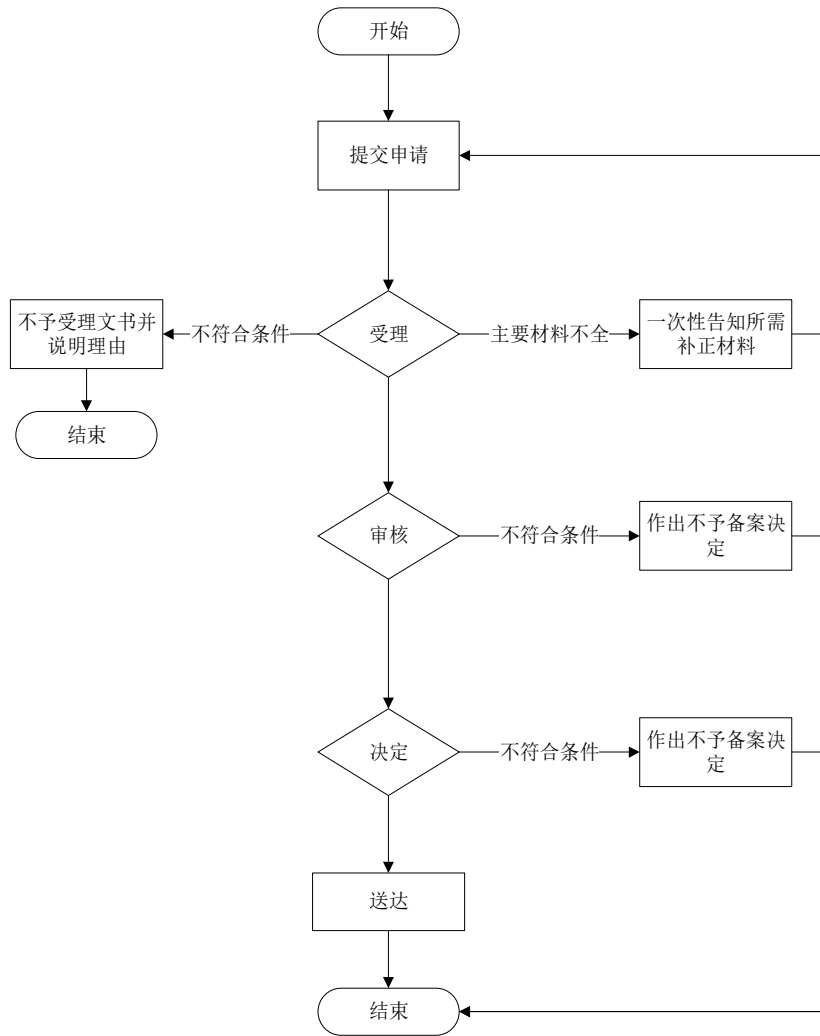 开始
提交申请
不予受理文书并
说明理由
不符合条件
受理
主要材料不全
一次性告知所需
补正材料
结束
审核
不符合条件
作出不予备案决
定
决定
不符合条件
作出不予备案决
定
送达
结束